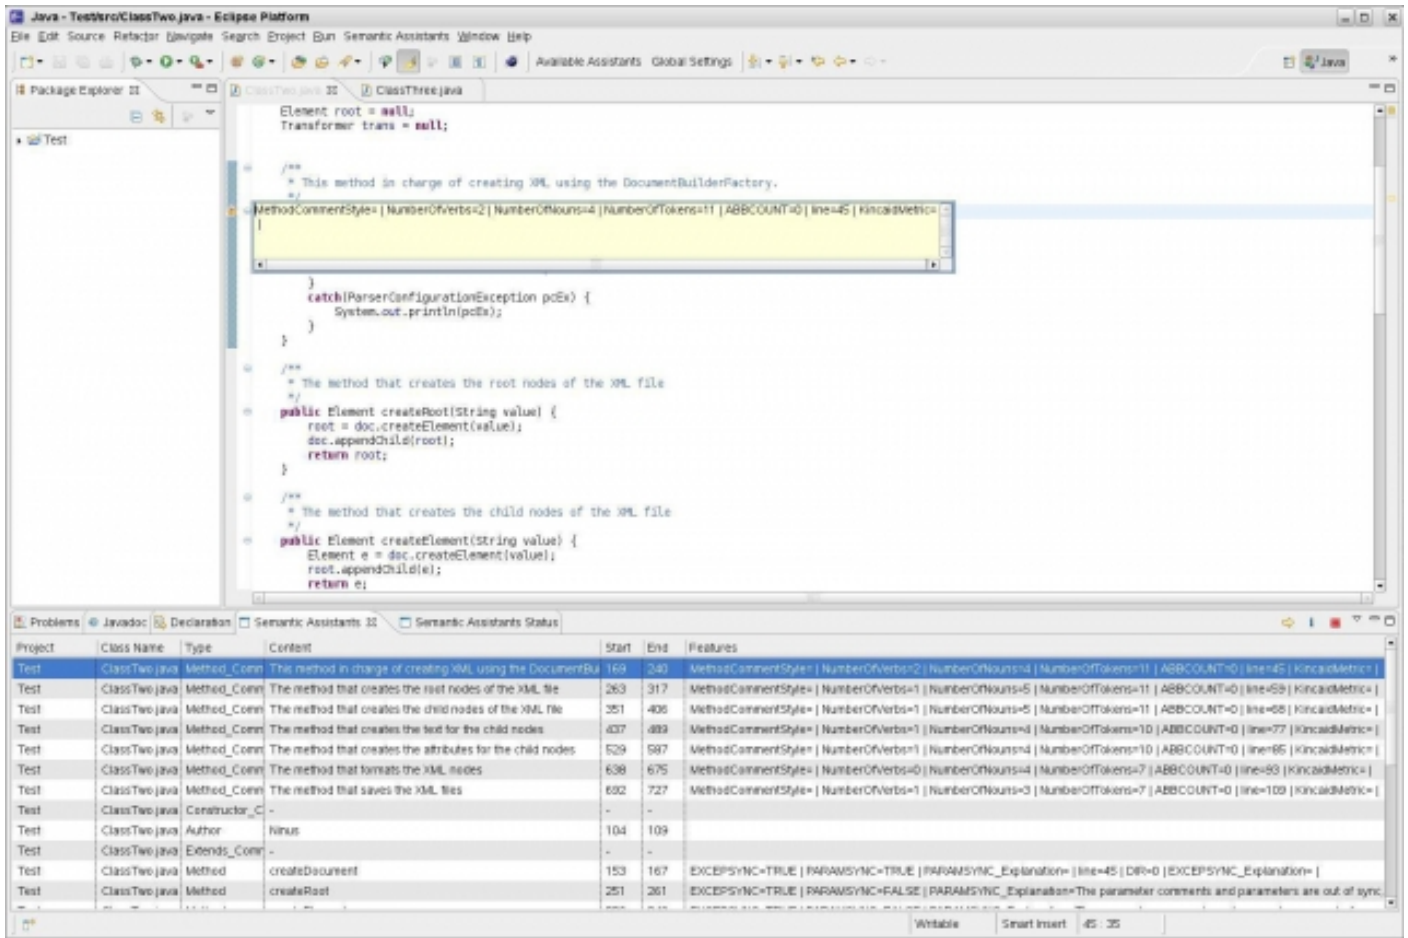 Java - Test/src/ClassTwo.java - Eclipse Platform
File Edit Source Refactor Navigate Search Project Run Semantic Assistants Window Help
Available Assistants Global Settings Java
Package Explorer ClassTwo.java ClassThree.java
Test
Element root = null;
Transformer trans = null;
/**
* This method in charge of creating XML using the DocumentBuilderFactory.
*/
MethodCommentStyle= | NumberOfVerbs=2 | NumberOfNouns=4 | NumberOfTokens=11 | ABBCOUNT=0 | line=45 | KincaidMetric=
|
}
catch(ParserConfigurationException pcEx) {
System.out.println(pcEx);
}
}
/**
* The method that creates the root nodes of the XML file
*/
public Element createRoot(String value) {
root = doc.createElement(value);
doc.appendChild(root);
return root;
}
/**
* The method that creates the child nodes of the XML file
*/
public Element createElement(String value) {
Element e = doc.createElement(value);
root.appendChild(e);
return e;
Problems Javadoc Declaration Semantic Assistants Semantic Assistants Status
Project Class Name Type Content Start End Features
Test ClassTwo.java Method_Comm This method in charge of creating XML using the DocumentBui 169 240 MethodCommentStyle= | NumberOfVerbs=2 | NumberOfNouns=4 | NumberOfTokens=11 | ABBCOUNT=0 | line=45 | KincaidMetric= |
Test ClassTwo.java Method_Comm The method that creates the root nodes of the XML file 263 317 MethodCommentStyle= | NumberOfVerbs=1 | NumberOfNouns=5 | NumberOfTokens=11 | ABBCOUNT=0 | line=59 | KincaidMetric= |
Test ClassTwo.java Method_Comm The method that creates the child nodes of the XML file 351 406 MethodCommentStyle= | NumberOfVerbs=1 | NumberOfNouns=5 | NumberOfTokens=11 | ABBCOUNT=0 | line=68 | KincaidMetric= |
Test ClassTwo.java Method_Comm The method that creates the text for the child nodes 437 489 MethodCommentStyle= | NumberOfVerbs=1 | NumberOfNouns=4 | NumberOfTokens=10 | ABBCOUNT=0 | line=77 | KincaidMetric= |
Test ClassTwo.java Method_Comm The method that creates the attributes for the child nodes 529 587 MethodCommentStyle= | NumberOfVerbs=1 | NumberOfNouns=4 | NumberOfTokens=10 | ABBCOUNT=0 | line=85 | KincaidMetric= |
Test ClassTwo.java Method_Comm The method that formats the XML nodes 638 675 MethodCommentStyle= | NumberOfVerbs=0 | NumberOfNouns=4 | NumberOfTokens=7 | ABBCOUNT=0 | line=93 | KincaidMetric= |
Test ClassTwo.java Method_Comm The method that saves the XML files 692 727 MethodCommentStyle= | NumberOfVerbs=1 | NumberOfNouns=3 | NumberOfTokens=7 | ABBCOUNT=0 | line=109 | KincaidMetric= |
Test ClassTwo.java Constructor_C - - -
Test ClassTwo.java Author Ninus 104 109
Test ClassTwo.java Extends_Comm - - -
Test ClassTwo.java Method createDocument 153 167 EXCEPSYNC=TRUE | PARAMSYNC=TRUE | PARAMSYNC_Explanation= | line=45 | DIR=0 | EXCEPSYNC_Explanation= |
Test ClassTwo.java Method createRoot 251 261 EXCEPSYNC=TRUE | PARAMSYNC=FALSE | PARAMSYNC_Explanation=The parameter comments and parameters are out of sync.
Writable Smart Insert 45 : 35